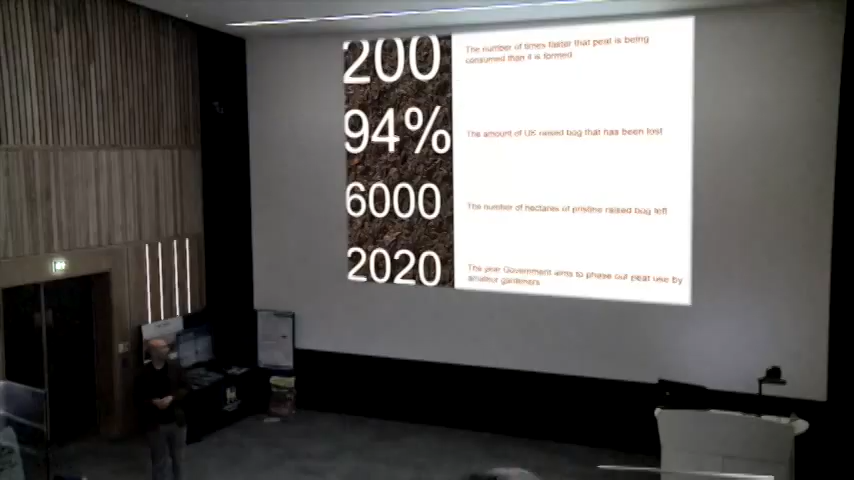 200
The number of times faster that peat is being
consumed than it is formed
94%
The amount of UK raised bog that has been lost
6000
The number of hectares of pristine raised bog left
2020
The year Government aims to phase out peat use by
amateur gardeners